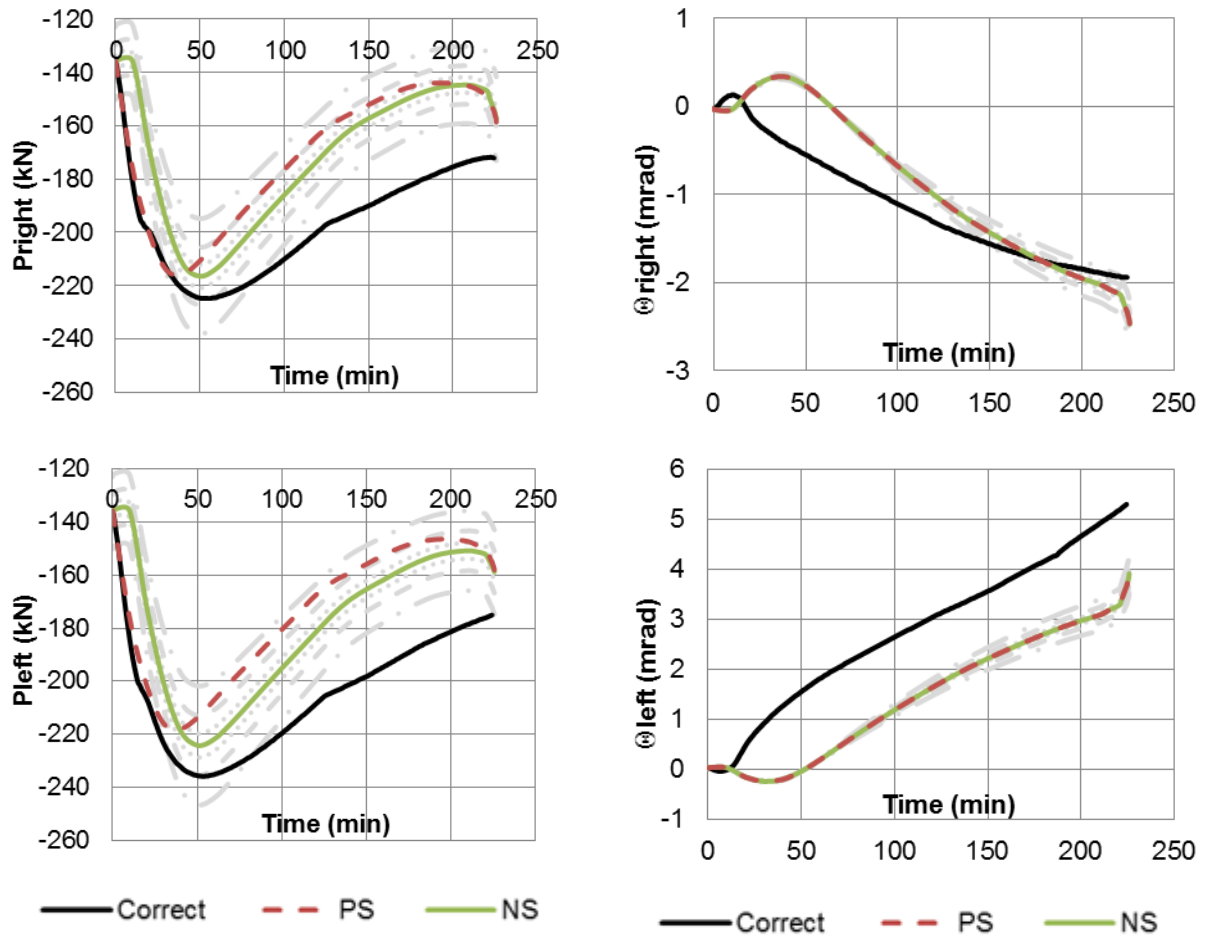 -120
0 50 100 150 200 250
-140
-160
-180
-200
-220
-240
-260
Pright (kN)
Time (min)
1
0
-1
-2
-3
Θright (mrad)
Time (min)
0 50 100 150 200 250
-120
0 50 100 150 200 250
-140
-160
-180
-200
-220
-240
-260
Pleft (kN)
Time (min)
6
5
4
3
2
1
0
-1
Θleft (mrad)
Time (min)
0 50 100 150 200 250
Correct PS NS
Correct PS NS